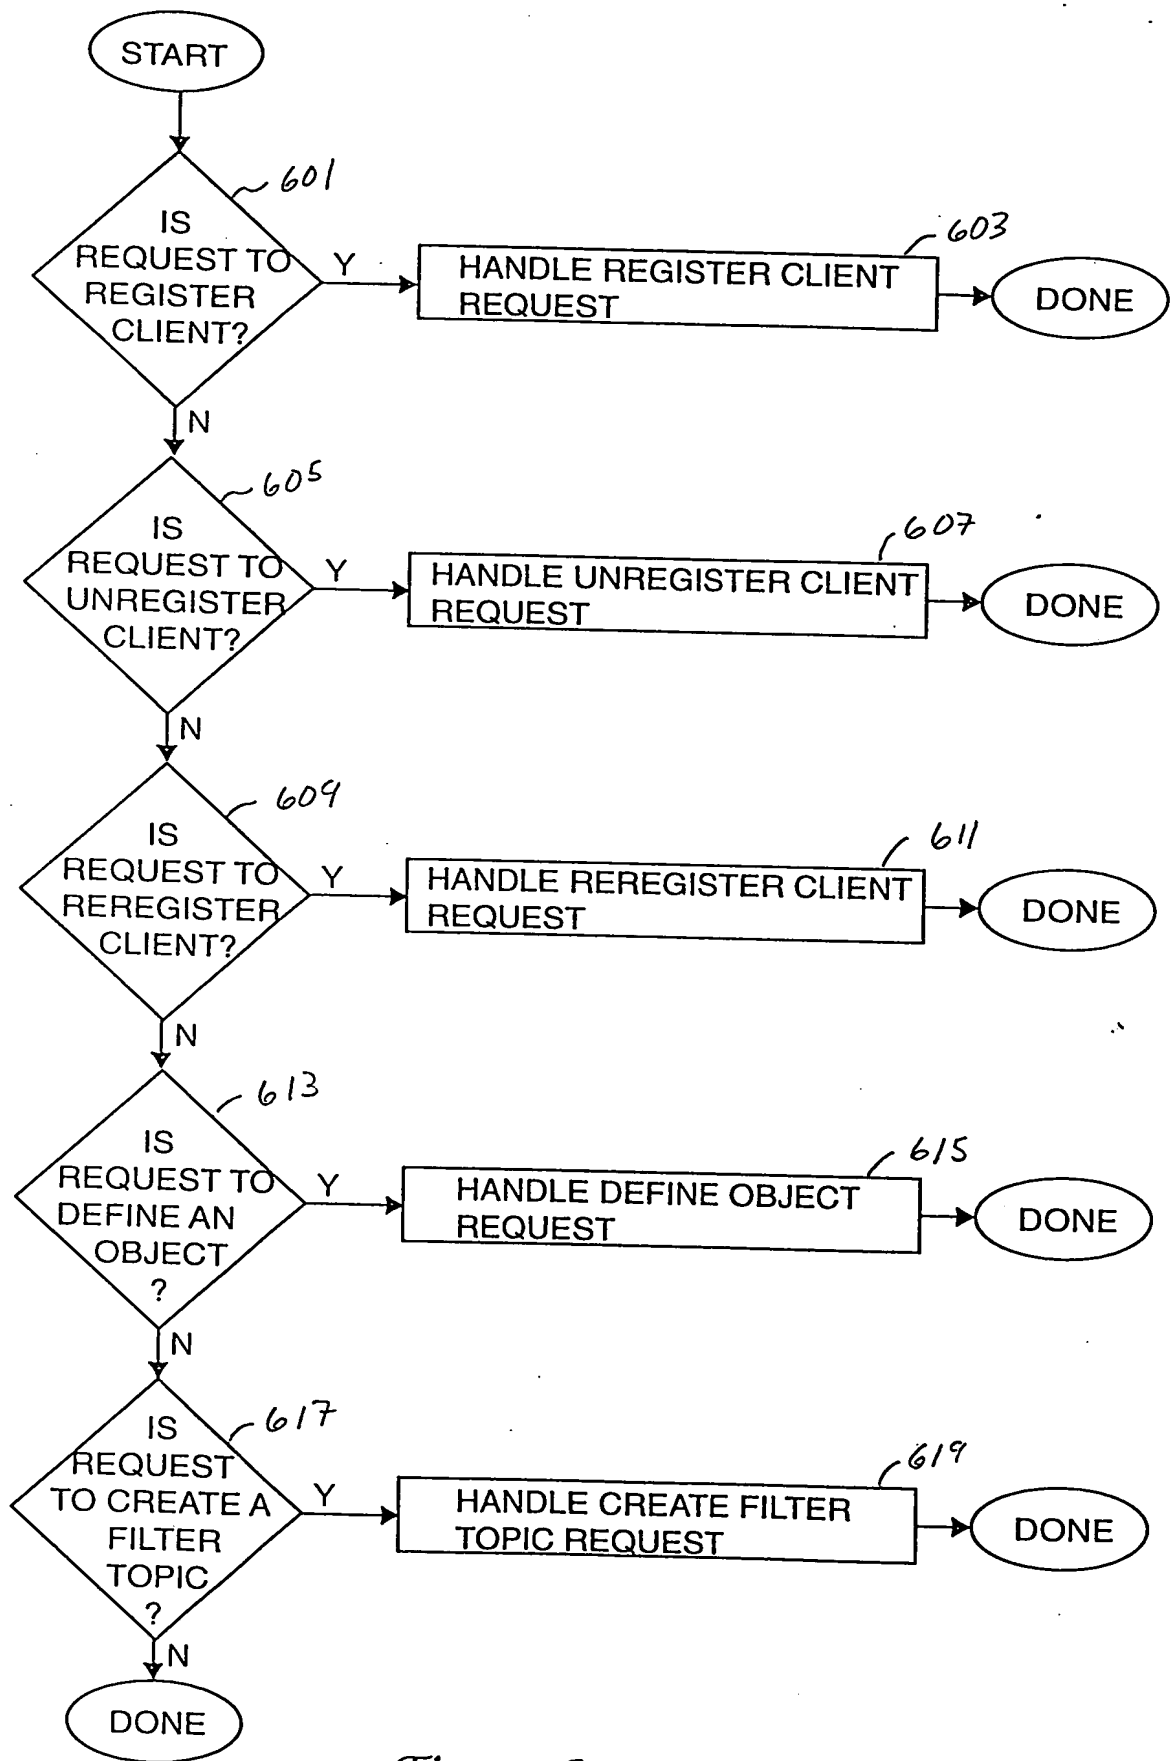 START
601
IS
REQUEST TO
REGISTER
CLIENT?
Y
603
HANDLE REGISTER CLIENT
REQUEST
DONE
N
605
IS
REQUEST TO
UNREGISTER
CLIENT?
Y
607
HANDLE UNREGISTER CLIENT
REQUEST
DONE
N
609
IS
REQUEST TO
REREGISTER
CLIENT?
Y
611
HANDLE REREGISTER CLIENT
REQUEST
DONE
N
613
IS
REQUEST TO
DEFINE AN
OBJECT
?
Y
615
HANDLE DEFINE OBJECT
REQUEST
DONE
N
617
IS
REQUEST
TO CREATE A
FILTER
TOPIC
?
Y
619
HANDLE CREATE FILTER
TOPIC REQUEST
DONE
N
DONE